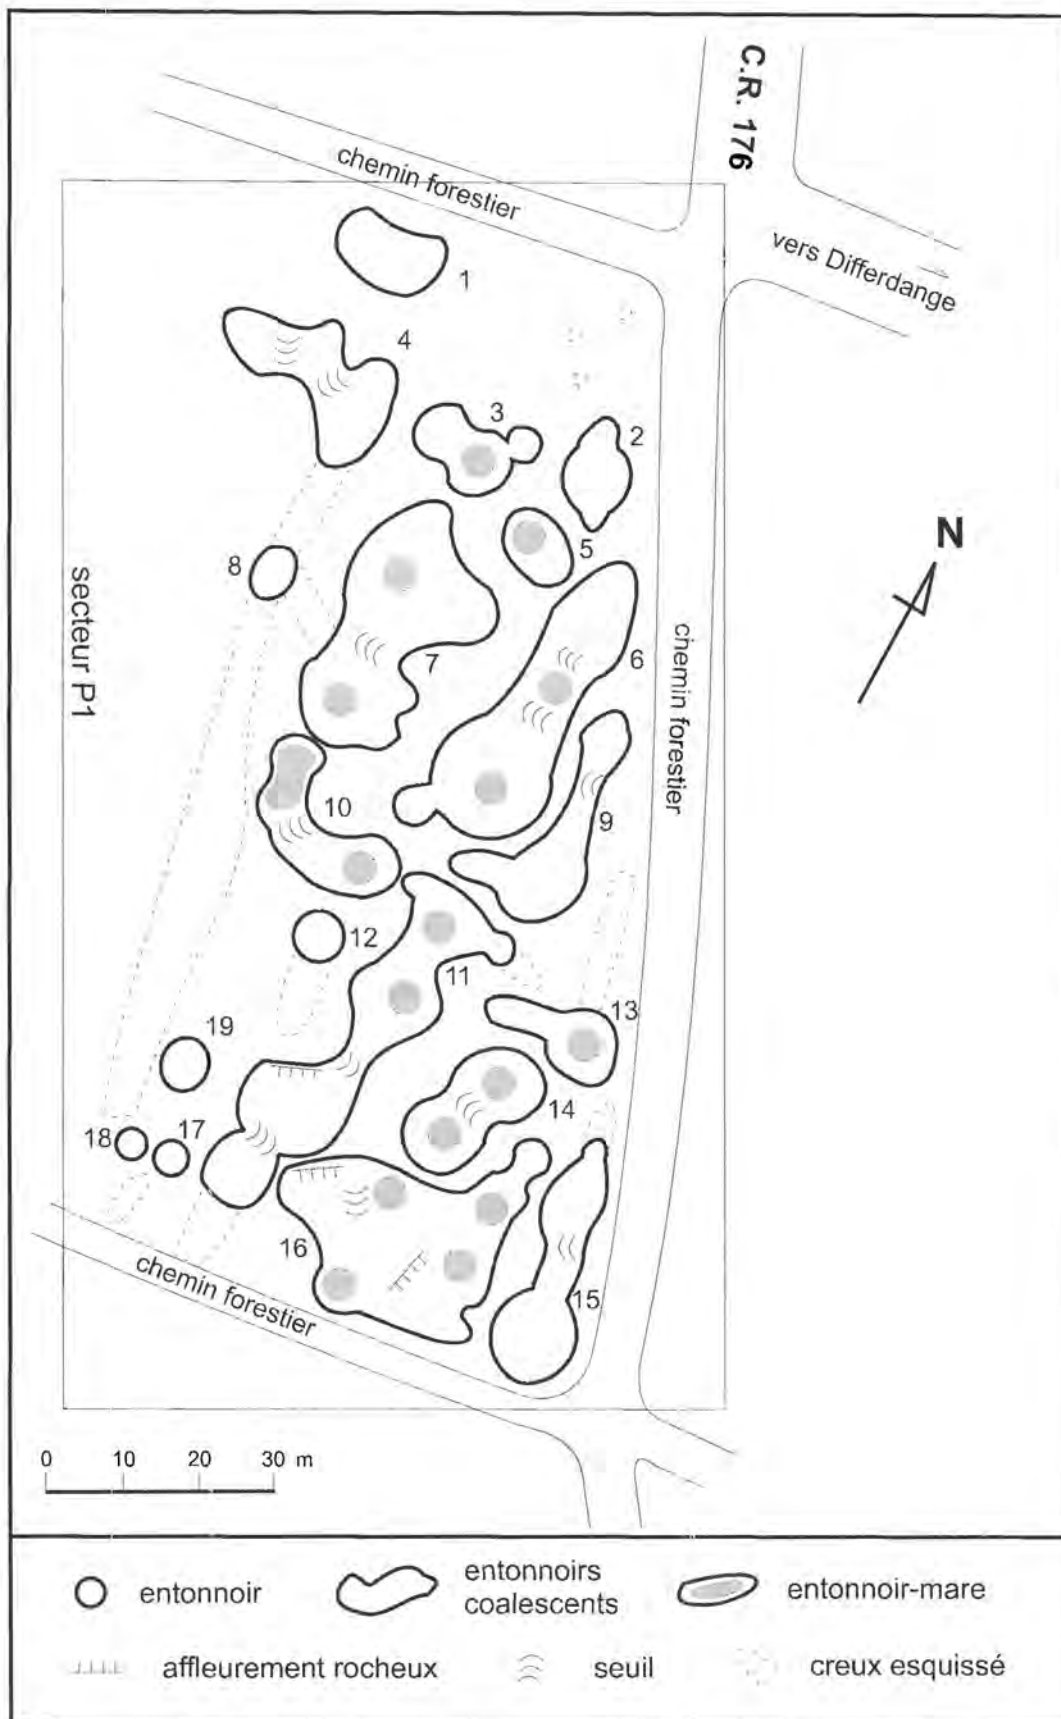 C.R. 176
chemin forestier
vers Differdange
1
4
3
2
5
8
N
secteur P1
7
6
chemin forestier
10
9
12
11
13
19
14
18
17
16
15
chemin forestier
0 10 20 30 m
entonnoir
entonnoirs
coalescents
entonnoir-mare
affleurement rocheux
seuil
creux esquissé